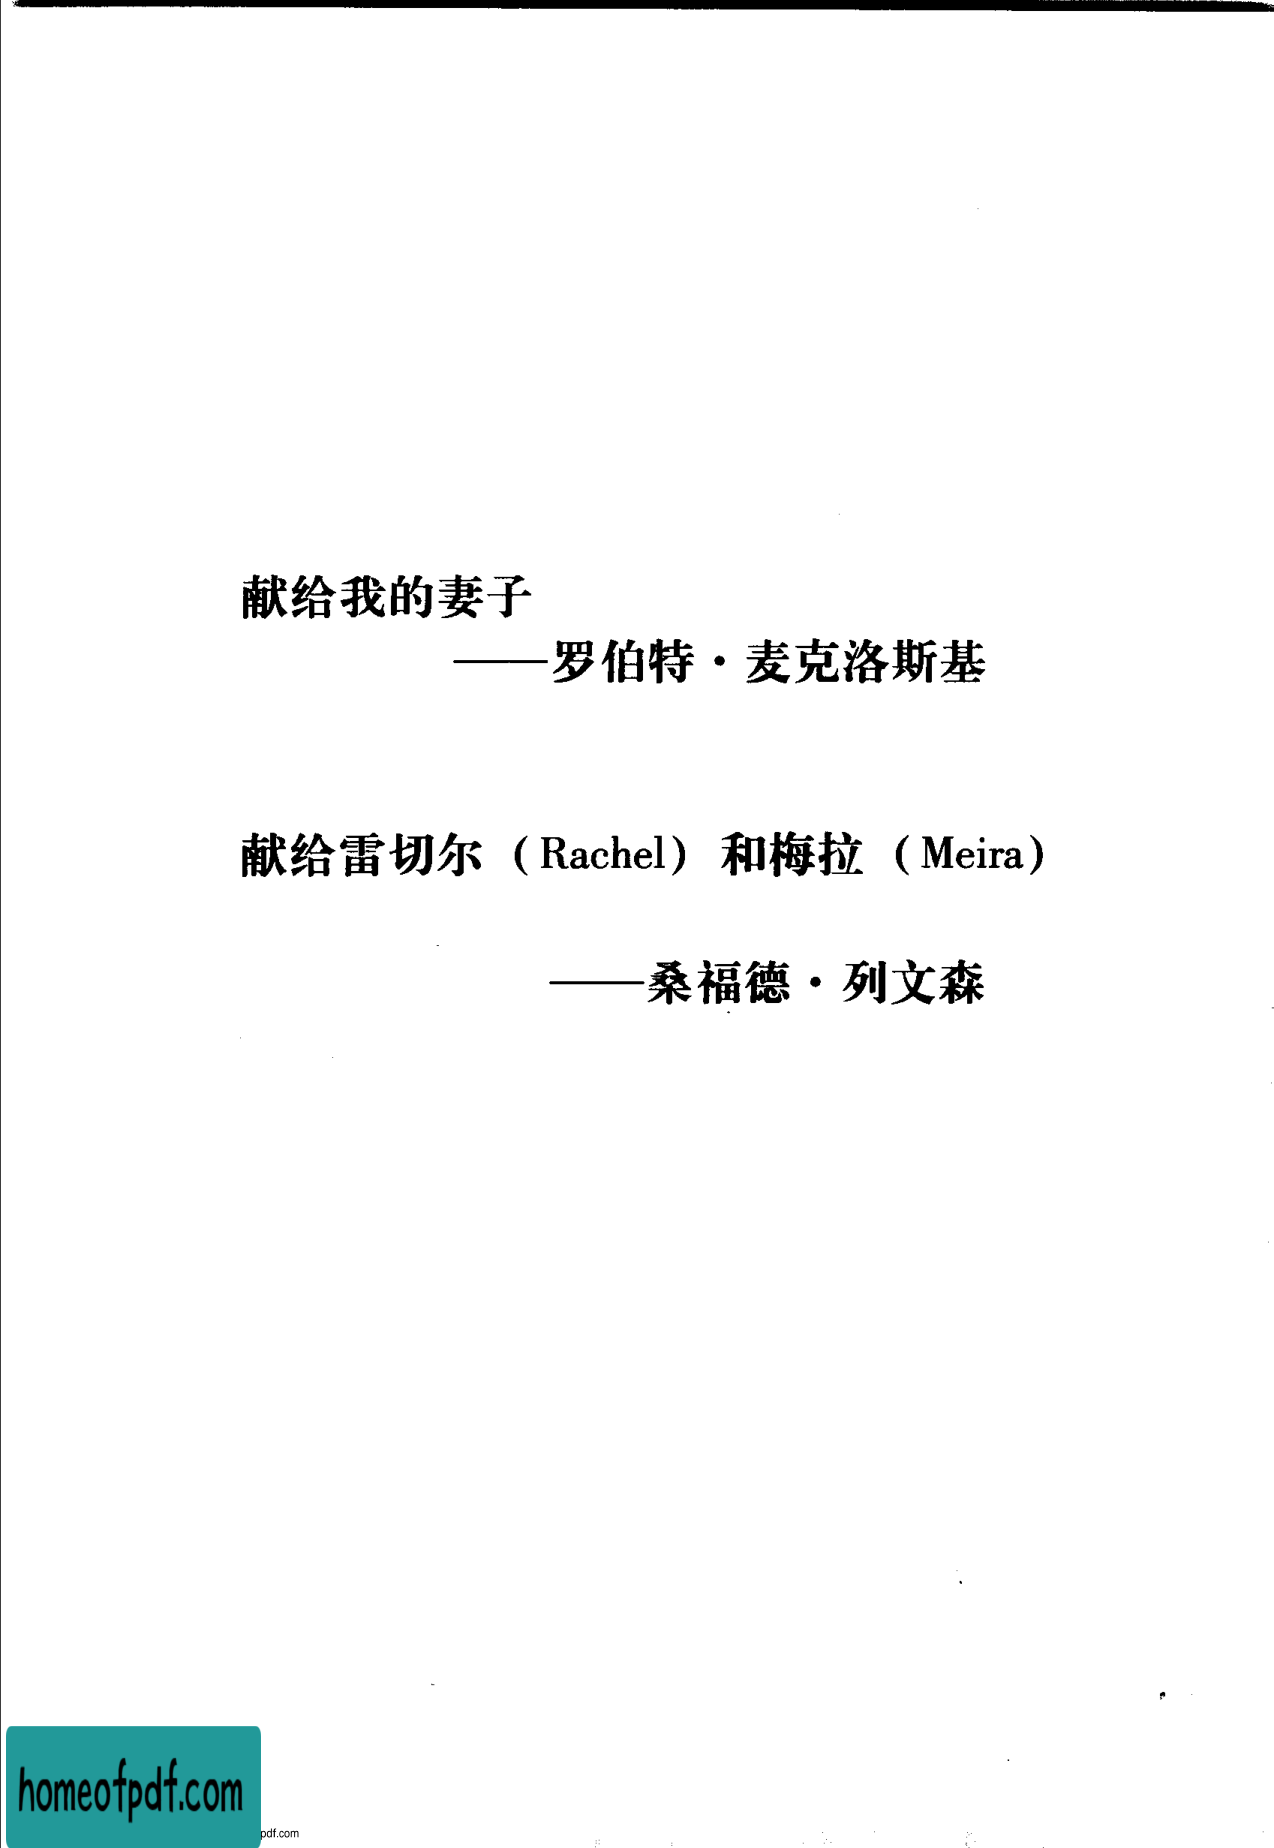 献给我的妻子
——罗伯特·麦克洛斯基
献给雷切尔（Rachel）和梅拉（Meira）
——桑福德·列文森
homeofpdf.com
pdf.com